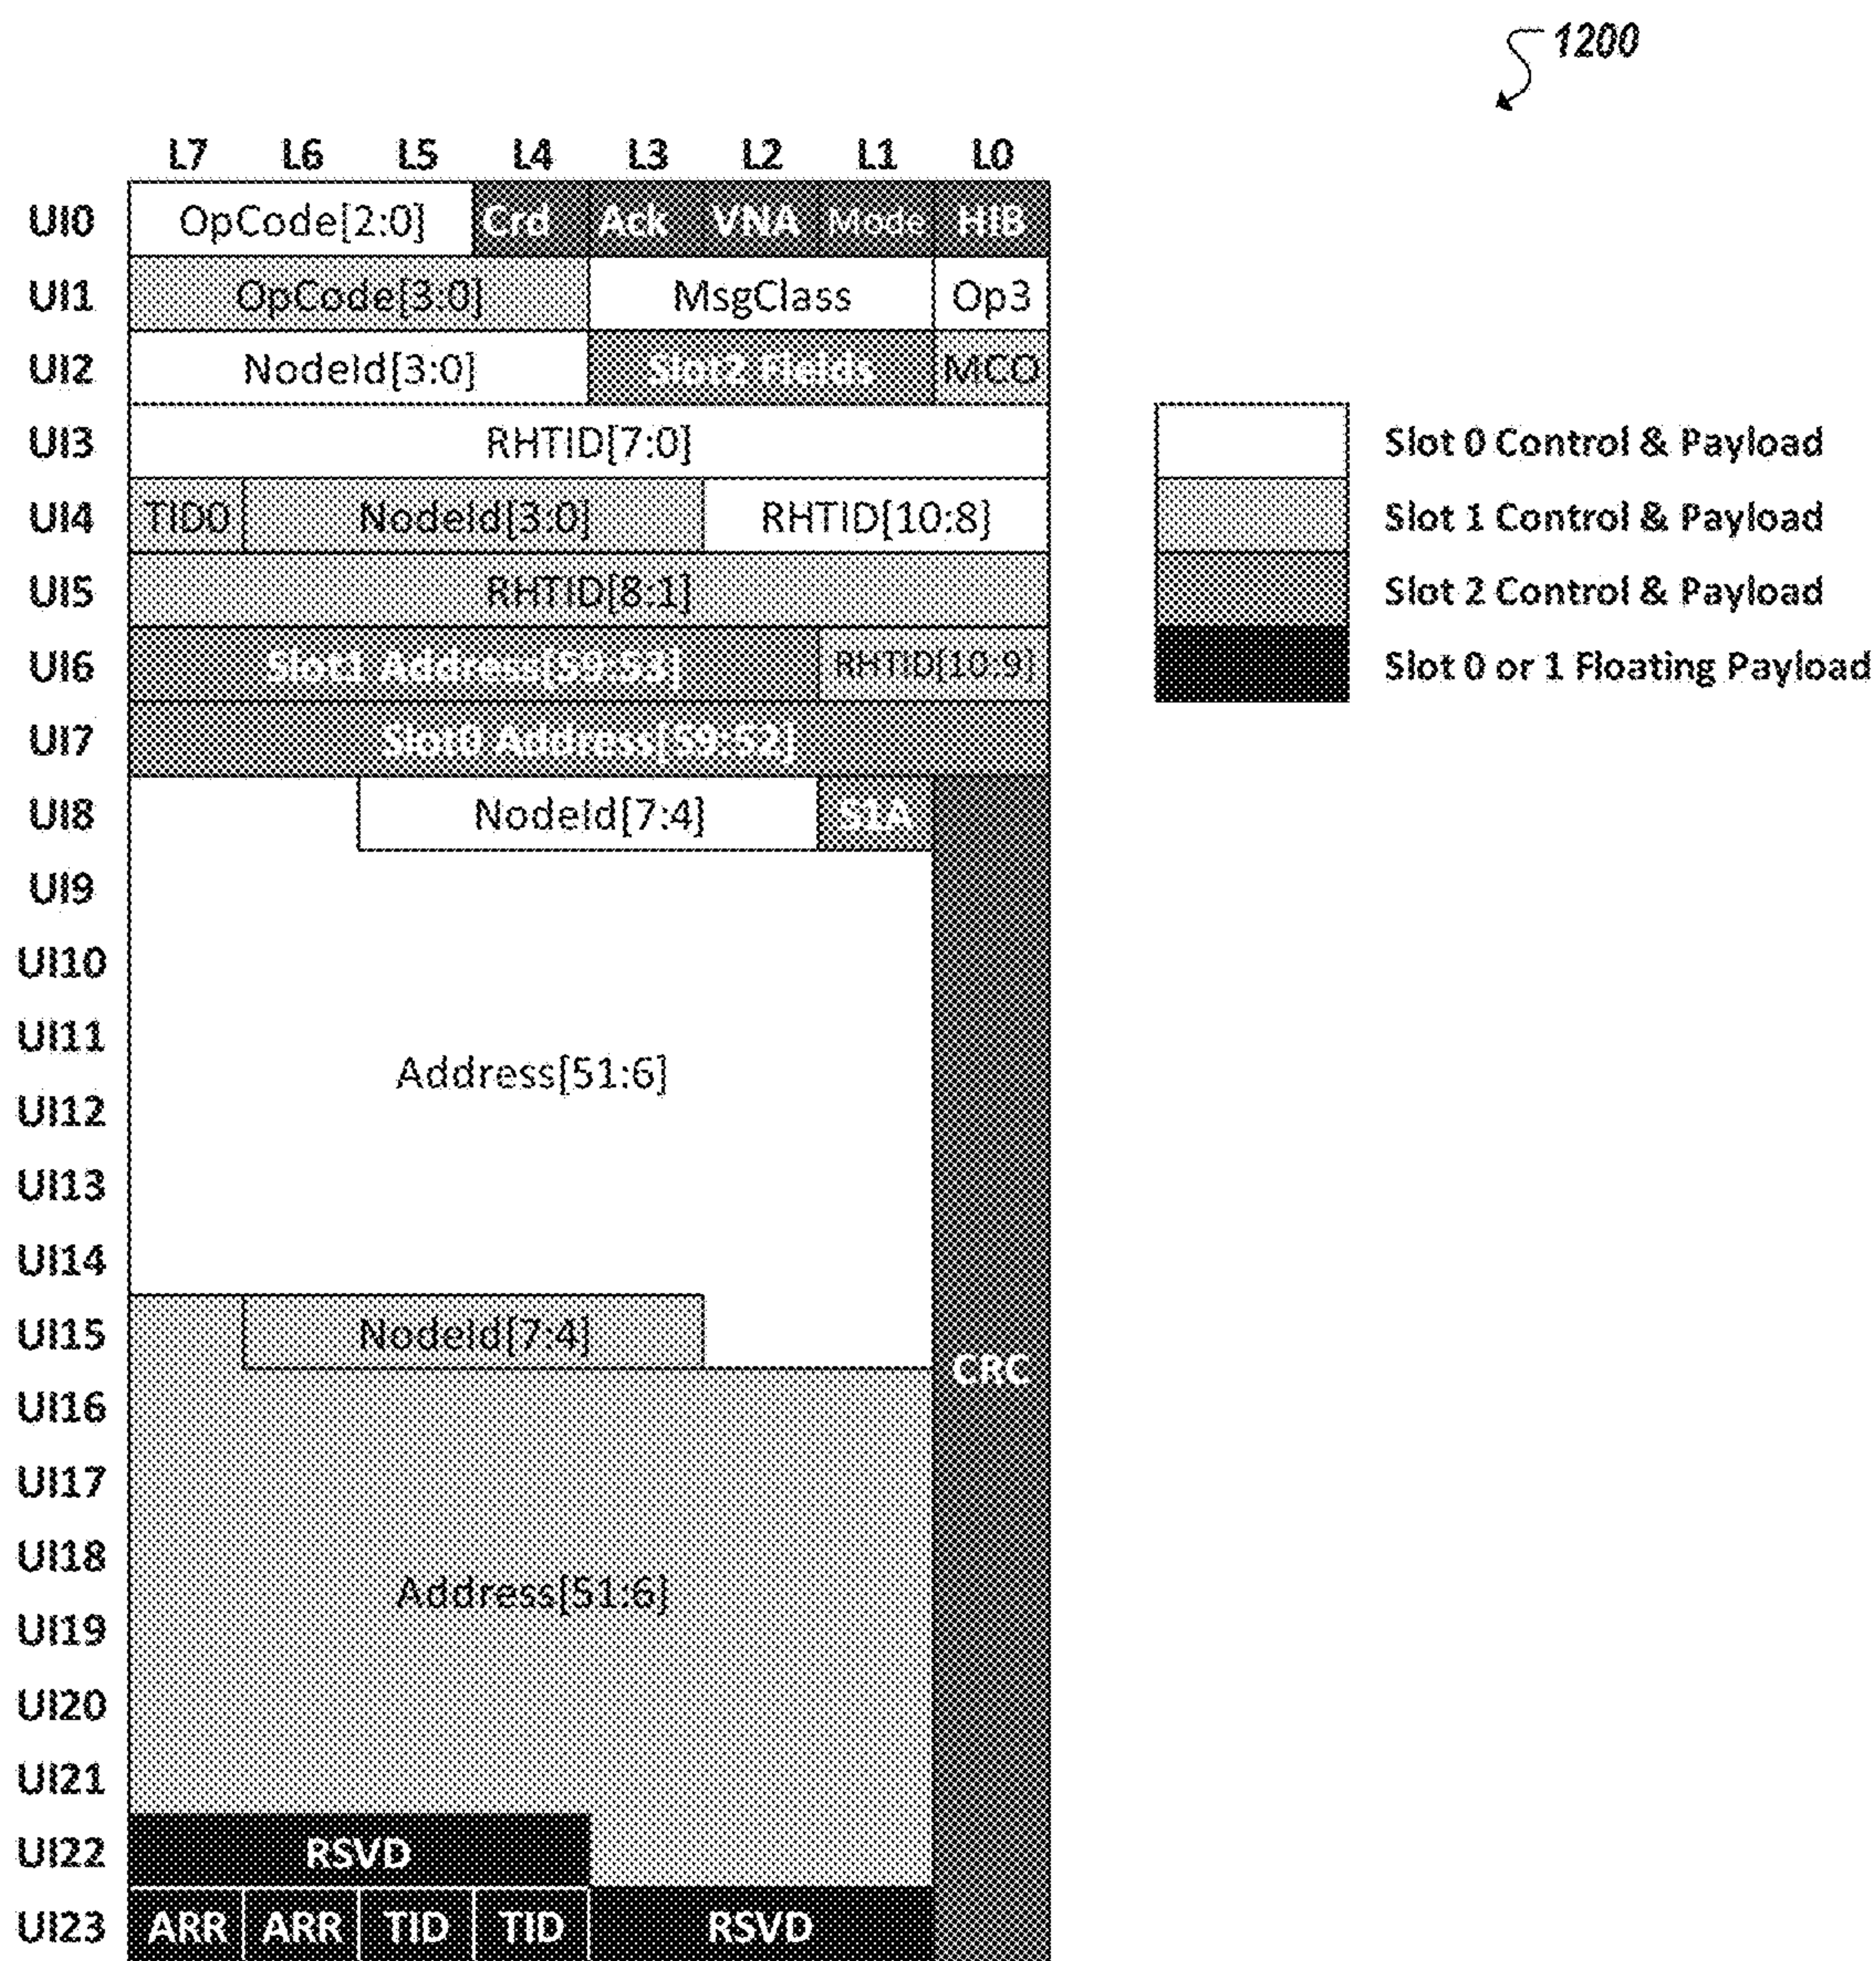 1200
L7 L6 L5 L4 L3 L2 L1 L0
UI0 OpCode[2:0] Crd Ack VNA Mode HIB
UI1 OpCode[3:0] MsgClass Op3
UI2 NodeId[3:0] Slot2 Fields MCO
UI3 RHTID[7:0]
Slot 0 Control & Payload
UI4 TID0 NodeId[3:0] RHTID[10:8]
Slot 1 Control & Payload
UI5 RHTID[8:1]
Slot 2 Control & Payload
UI6 Slot1 Address[59:53] RHTID[10:9]
Slot 0 or 1 Floating Payload
UI7 Slot0 Address[59:52]
UI8 NodeId[7:4] S1A
UI9
UI10
UI11
Address[51:6]
UI12
UI13
UI14
UI15 NodeId[7:4]
CRC
UI16
UI17
UI18
Address[51:6]
UI19
UI20
UI21
UI22 RSVD
UI23 ARR ARR TID TID RSVD